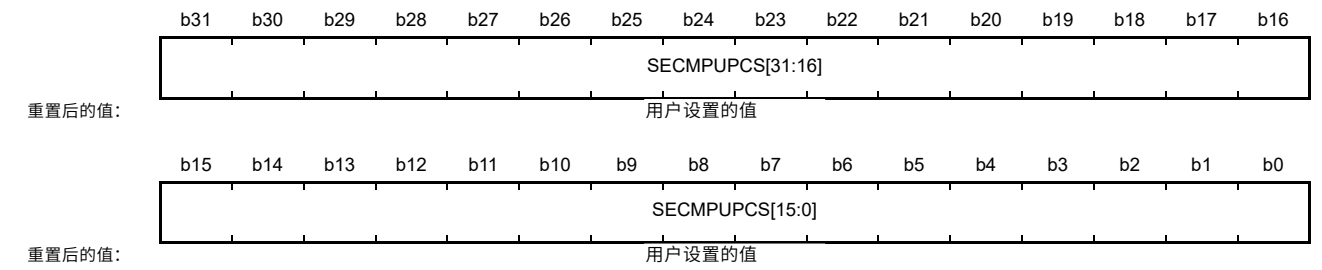 b31 b30 b29 b28 b27 b26 b25 b24 b23 b22 b21 b20 b19 b18 b17 b16
SECMPUPCS[31:16]
重置后的值： 用户设置的值
b15 b14 b13 b12 b11 b10 b9 b8 b7 b6 b5 b4 b3 b2 b1 b0
SECMPUPCS[15:0]
重置后的值： 用户设置的值